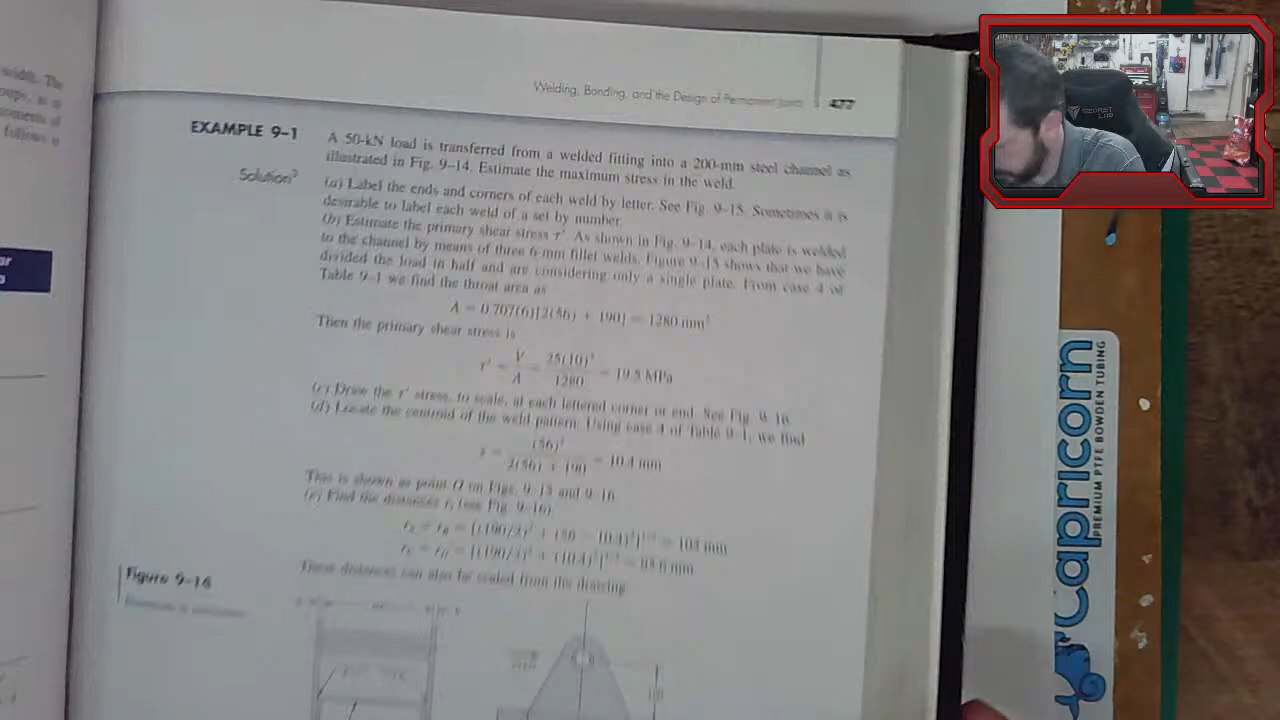 Welding, Bonding, and the Design of Permanent Joints 477
EXAMPLE 9–1
A 50-kN load is transferred from a welded fitting into a 200-mm steel channel as
illustrated in Fig. 9–14. Estimate the maximum stress in the weld.
Solution³
(a) Label the ends and corners of each weld by letter. See Fig. 9–15. Sometimes it is
desirable to label each weld of a set by number.
(b) Estimate the primary shear stress τ′. As shown in Fig. 9–14, each plate is welded
to the channel by means of three 6-mm fillet welds. Figure 9–15 shows that we have
divided the load in half and are considering only a single plate. From case 4 of
Table 9–1 we find the throat area as
A = 0.707(6)[2(56) + 190] = 1280 mm²
Then the primary shear stress is
τ′ = V/A = 25(10)³/1280 = 19.5 MPa
(c) Draw the τ′ stress, to scale, at each lettered corner or end. See Fig. 9–16.
(d) Locate the centroid of the weld pattern. Using case 4 of Table 9–1, we find
(56)²/2(56) + 190 = 10.4 mm
This is shown as point O on Figs. 9–15 and 9–16.
(e) Find the distances rᵢ (see Fig. 9–16):
[(190/2)² + (56 − 10.4)²]¹/² = 105 mm
[(190/2)² + (10.4)²]¹/² = 95.6 mm
These distances can also be scaled from the drawing.
Figure 9–16
Capricorn
PREMIUM PTFE BOWDEN TUBING
width. The
follows